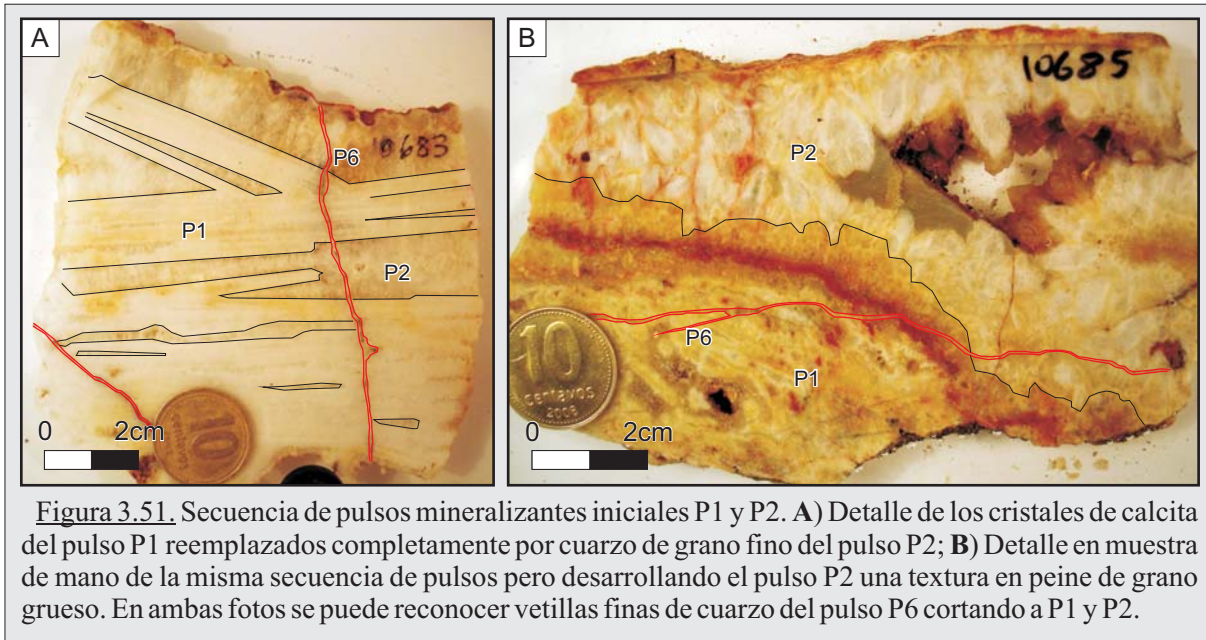 A
P6
10683
P1
P2
10
0 2cm
B
10685
P2
P6
P1
10
centavos
2008
0 2cm
Figura 3.51. Secuencia de pulsos mineralizantes iniciales P1 y P2. A) Detalle de los cristales de calcita
del pulso P1 reemplazados completamente por cuarzo de grano fino del pulso P2; B) Detalle en muestra
de mano de la misma secuencia de pulsos pero desarrollando el pulso P2 una textura en peine de grano
grueso. En ambas fotos se puede reconocer vetillas finas de cuarzo del pulso P6 cortando a P1 y P2.